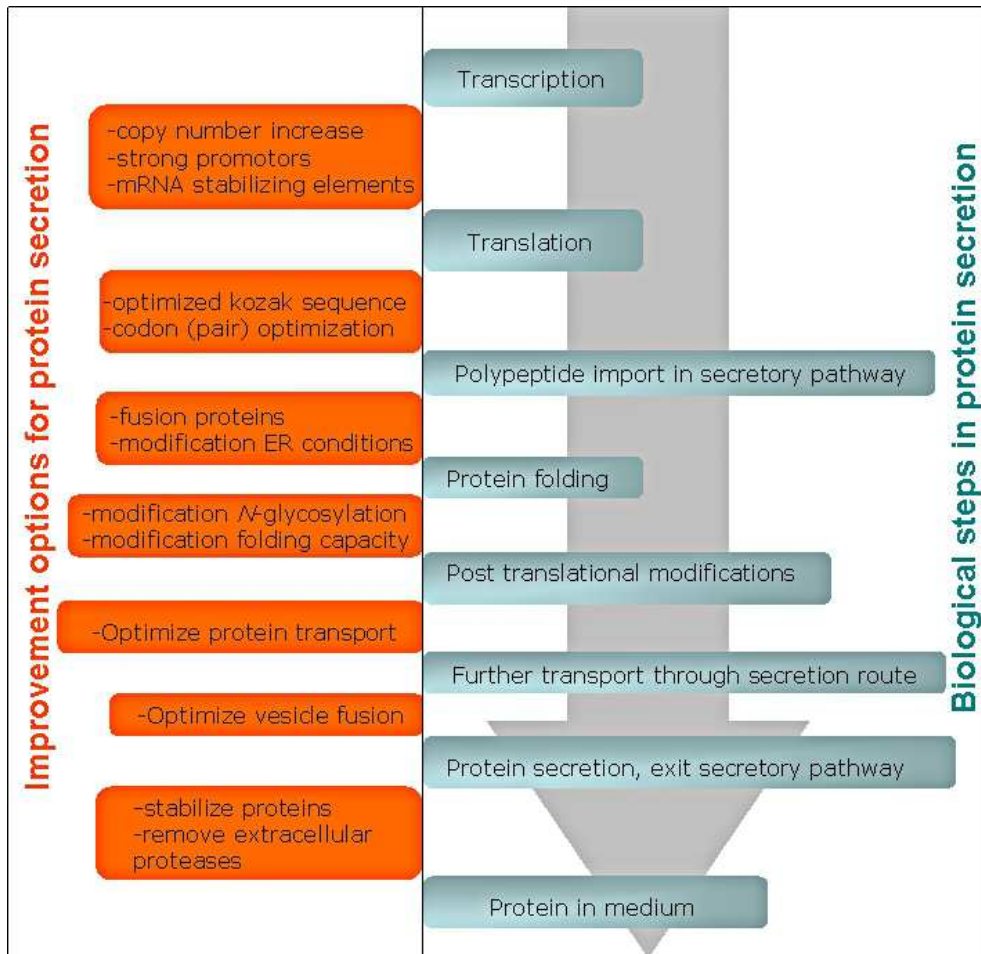 Improvement options for protein secretion
Transcription
-copy number increase
-strong promotors
-mRNA stabilizing elements
Translation
-optimized kozak sequence
-codon (pair) optimization
Polypeptide import in secretory pathway
-fusion proteins
-modification ER conditions
Protein folding
-modification N-glycosylation
-modification folding capacity
Post translational modifications
-Optimize protein transport
Further transport through secretion route
-Optimize vesicle fusion
Protein secretion, exit secretory pathway
-stabilize proteins
-remove extracellular
proteases
Protein in medium
Biological steps in protein secretion